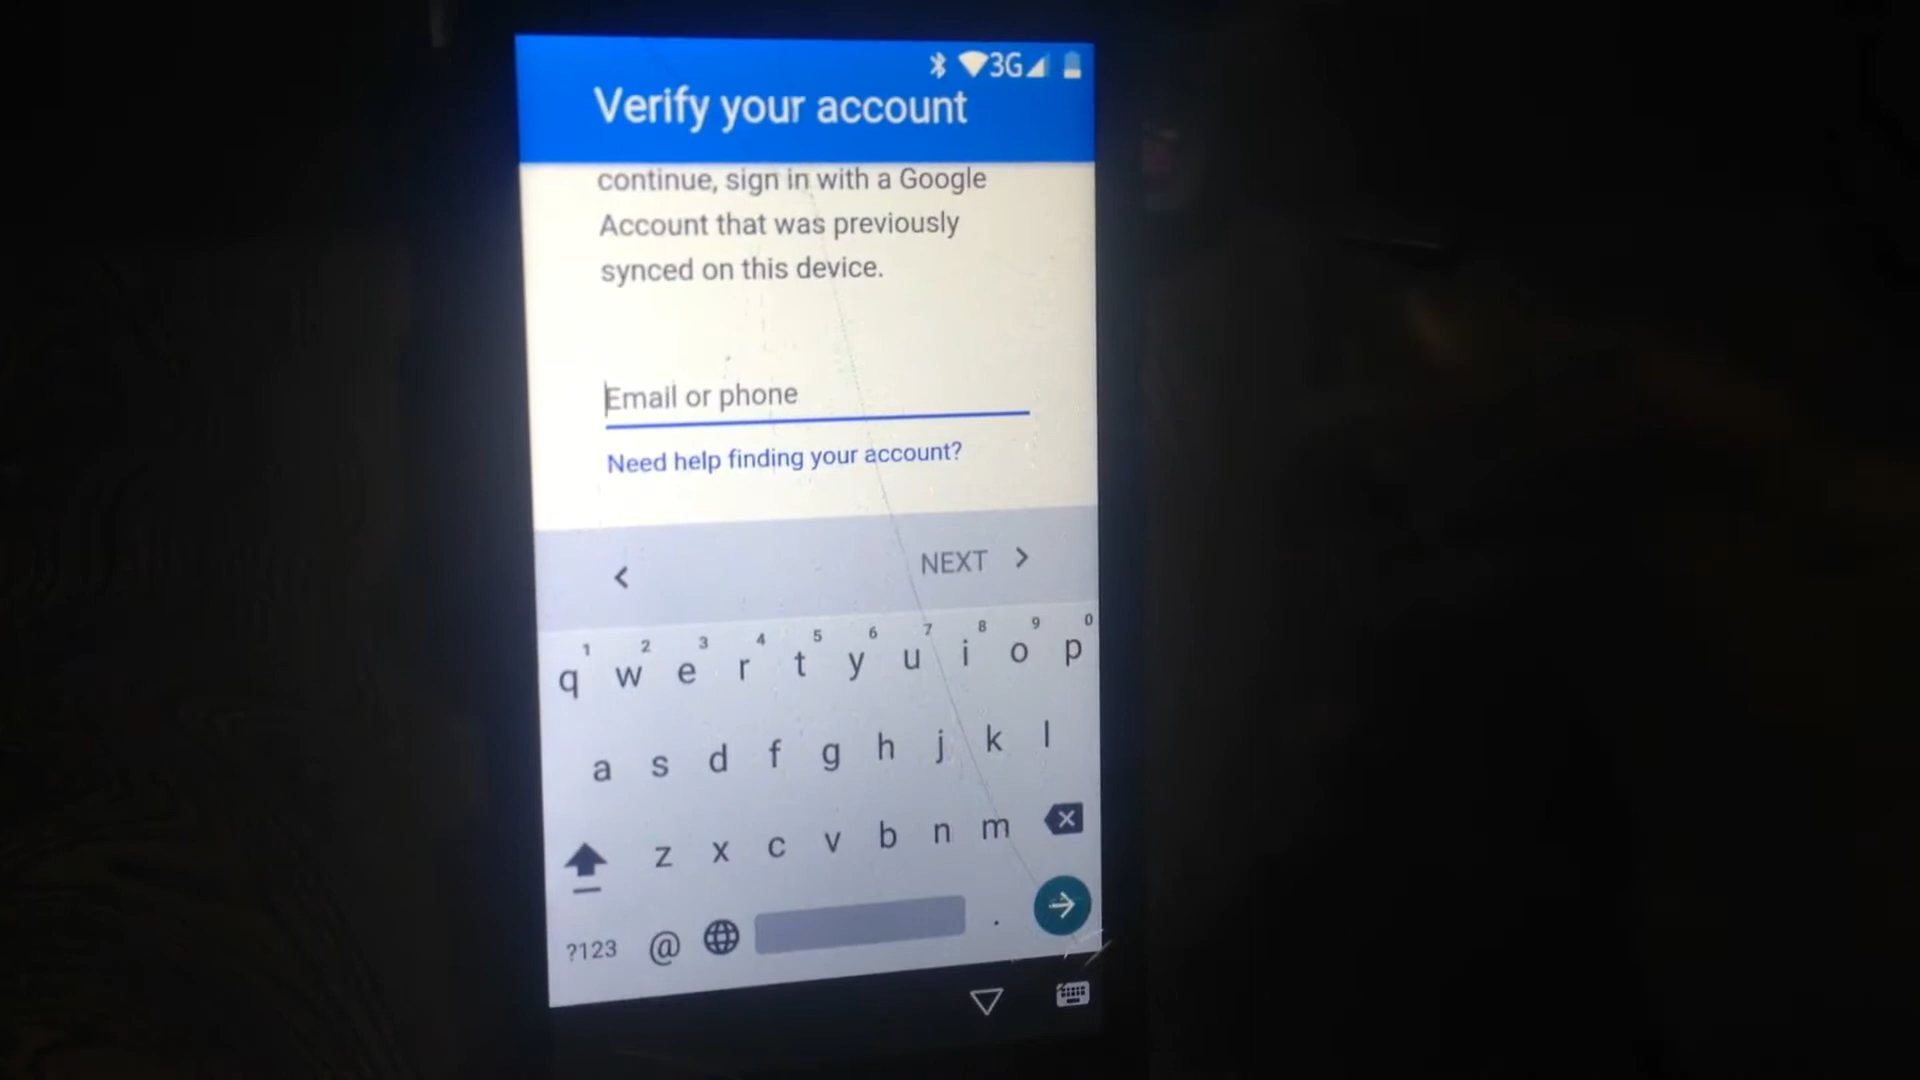 3G
Verify your account
continue, sign in with a Google
Account that was previously
synced on this device.
Email or phone
Need help finding your account?
< NEXT >
1 2 3 4 5 6 7 8 9 0
q w e r t y u i o p
a s d f g h j k l
z x c v b n m
?123 @ .